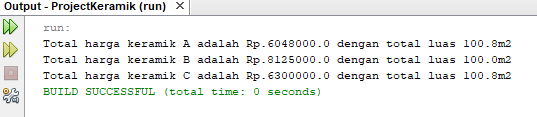 Output - ProjectKeramik (run) ×
run:
Total harga keramik A adalah Rp.6048000.0 dengan total luas 100.8m2
Total harga keramik B adalah Rp.8125000.0 dengan total luas 100.0m2
Total harga keramik C adalah Rp.6300000.0 dengan total luas 100.8m2
BUILD SUCCESSFUL (total time: 0 seconds)